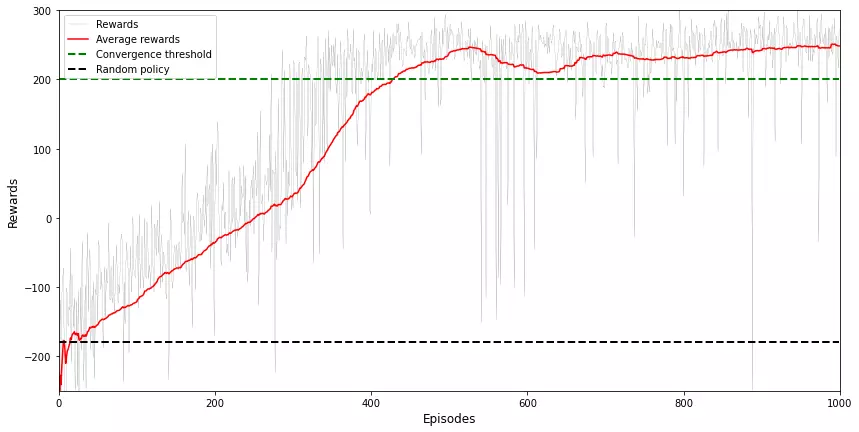 Rewards
Average rewards
Convergence threshold
Random policy
300
200
100
0
−100
−200
Rewards
0
200
400
600
800
1000
Episodes